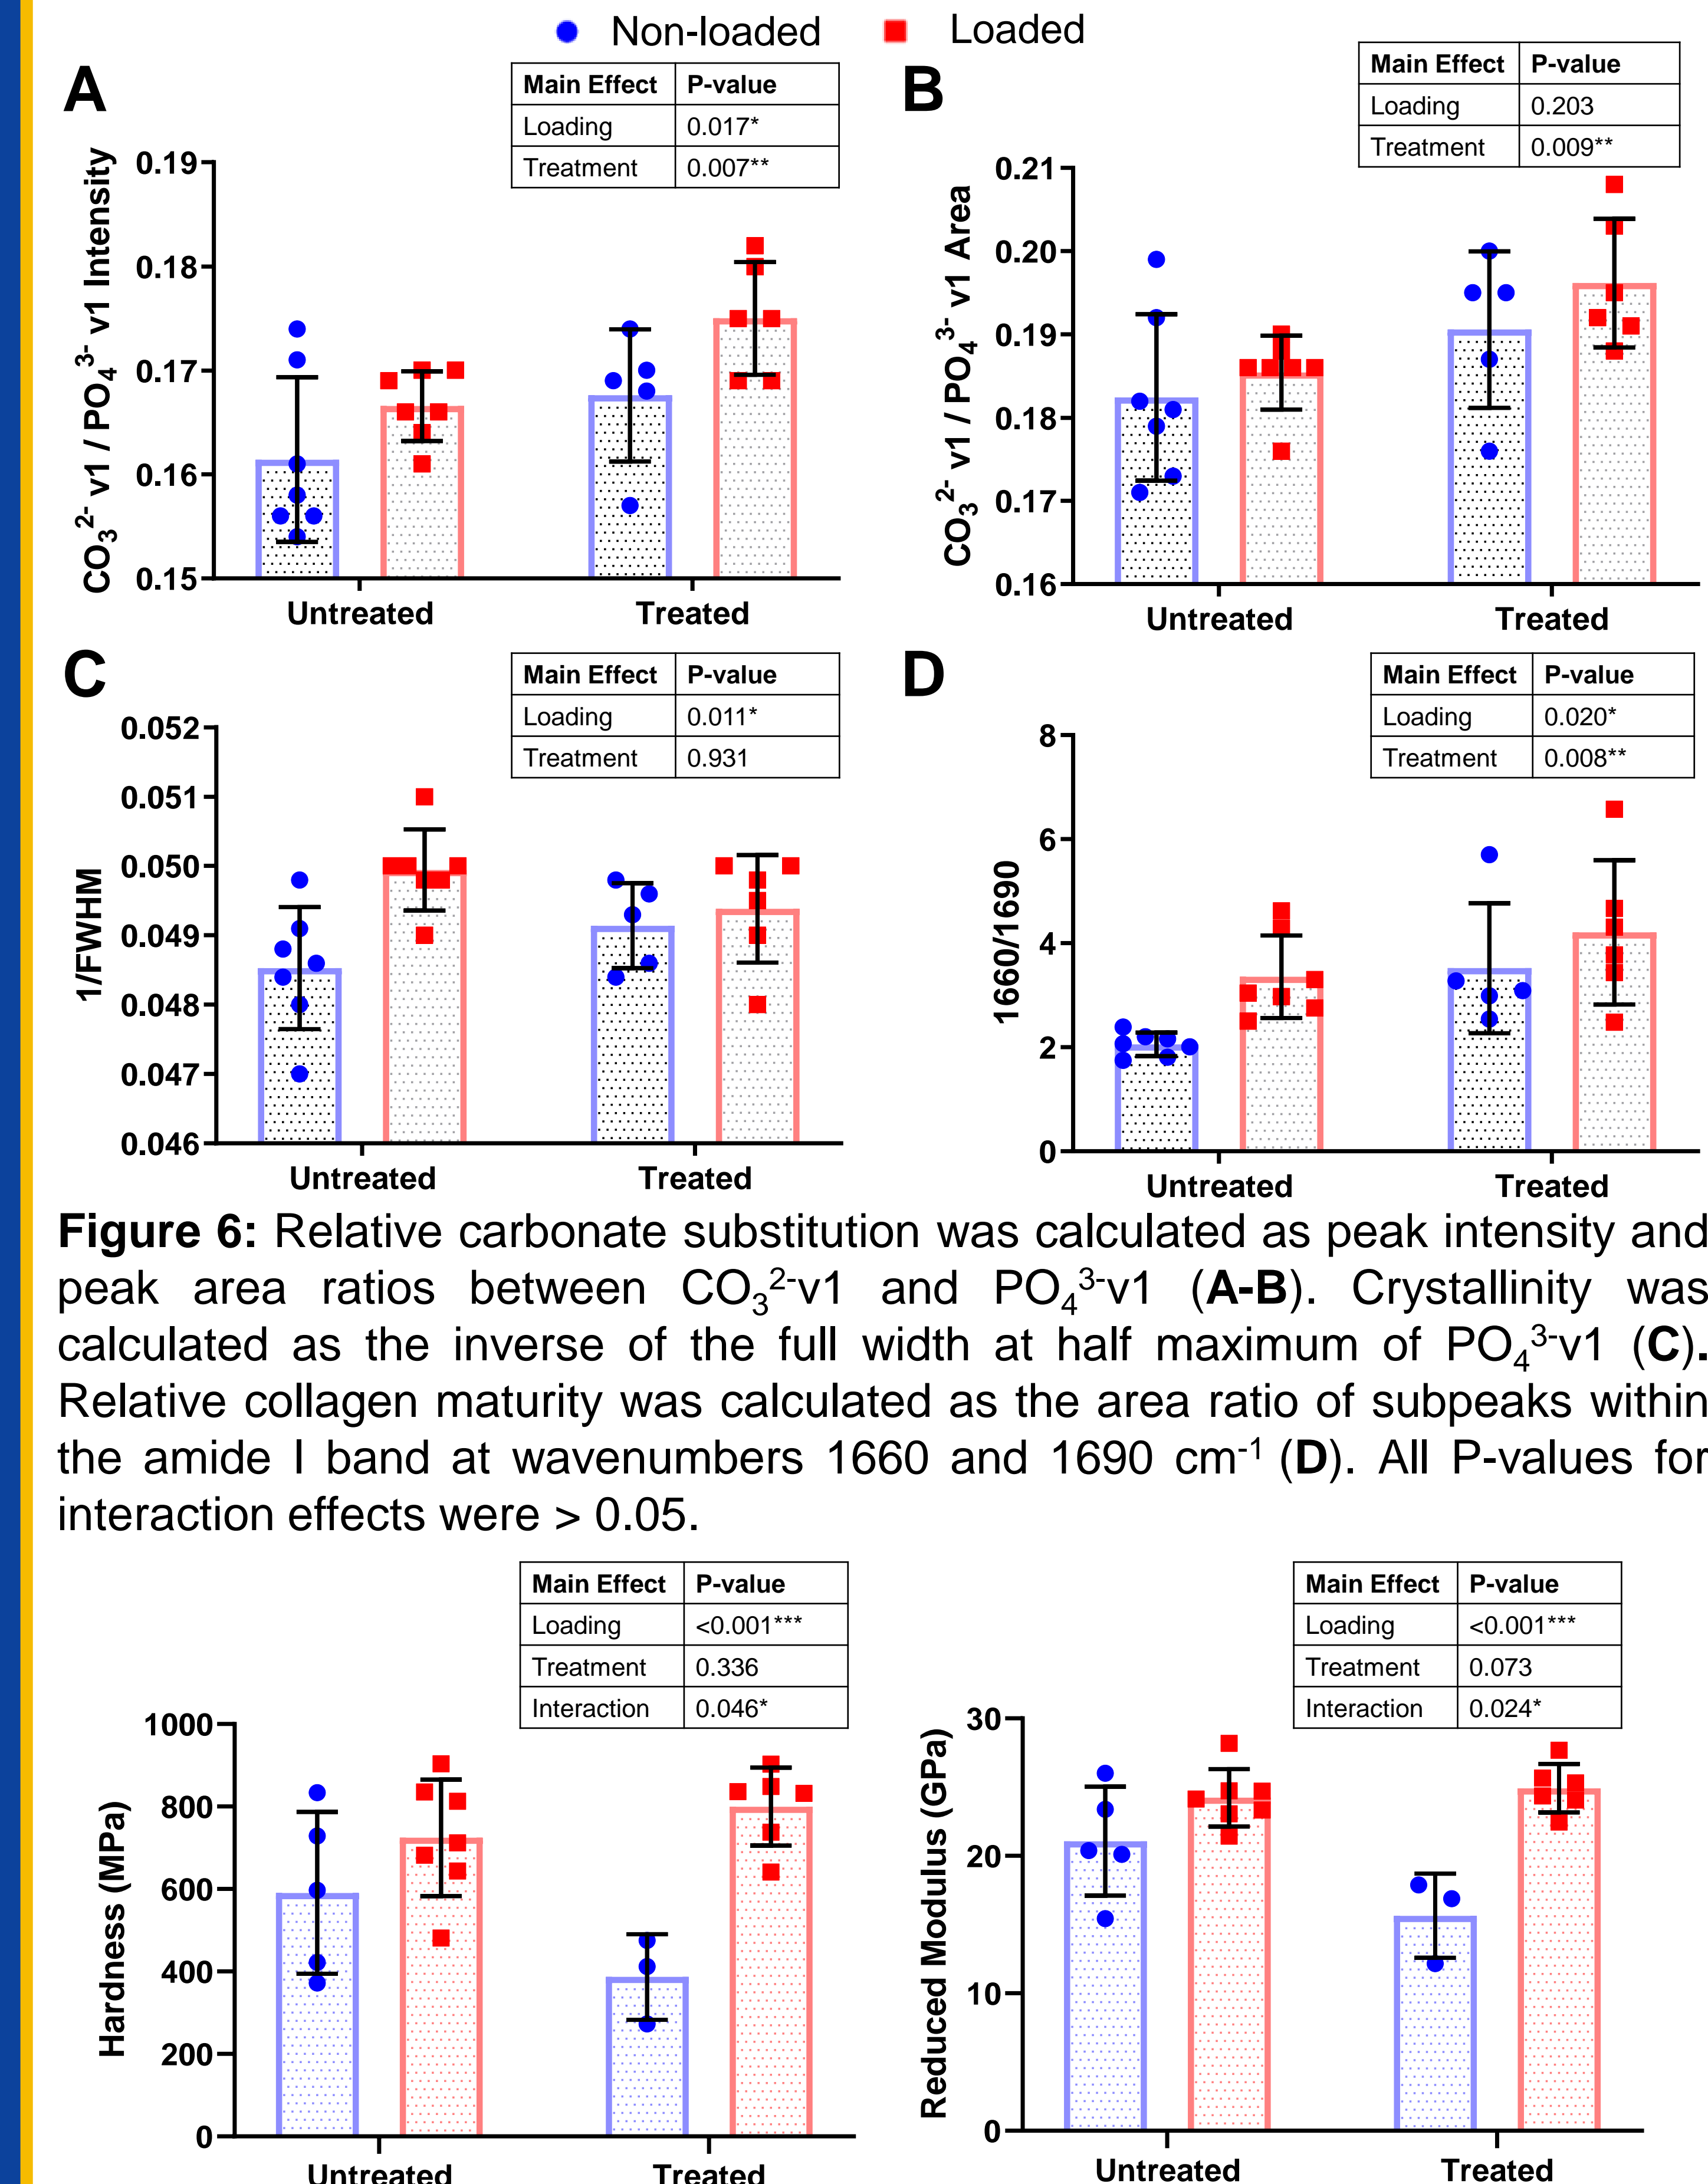 Non-loaded Loaded
A
Main Effect P-value
Loading 0.017*
Treatment 0.007**
CO₃²⁻ v1 / PO₄³⁻ v1 Intensity
0.19
0.18
0.17
0.16
0.15
Untreated Treated
B
Main Effect P-value
Loading 0.203
Treatment 0.009**
CO₃²⁻ v1 / PO₄³⁻ v1 Area
0.21
0.20
0.19
0.18
0.17
0.16
Untreated Treated
C
Main Effect P-value
Loading 0.011*
Treatment 0.931
1/FWHM
0.052
0.051
0.050
0.049
0.048
0.047
0.046
Untreated Treated
D
Main Effect P-value
Loading 0.020*
Treatment 0.008**
1660/1690
8
6
4
2
0
Untreated Treated
Figure 6: Relative carbonate substitution was calculated as peak intensity and
peak area ratios between CO₃²⁻v1 and PO₄³⁻v1 (A-B). Crystallinity was
calculated as the inverse of the full width at half maximum of PO₄³⁻v1 (C).
Relative collagen maturity was calculated as the area ratio of subpeaks within
the amide I band at wavenumbers 1660 and 1690 cm⁻¹ (D). All P-values for
interaction effects were > 0.05.
Main Effect P-value
Loading <0.001***
Treatment 0.336
Interaction 0.046*
Hardness (MPa)
1000
800
600
400
200
0
Untreated Treated
Main Effect P-value
Loading <0.001***
Treatment 0.073
Interaction 0.024*
Reduced Modulus (GPa)
30
20
10
0
Untreated Treated